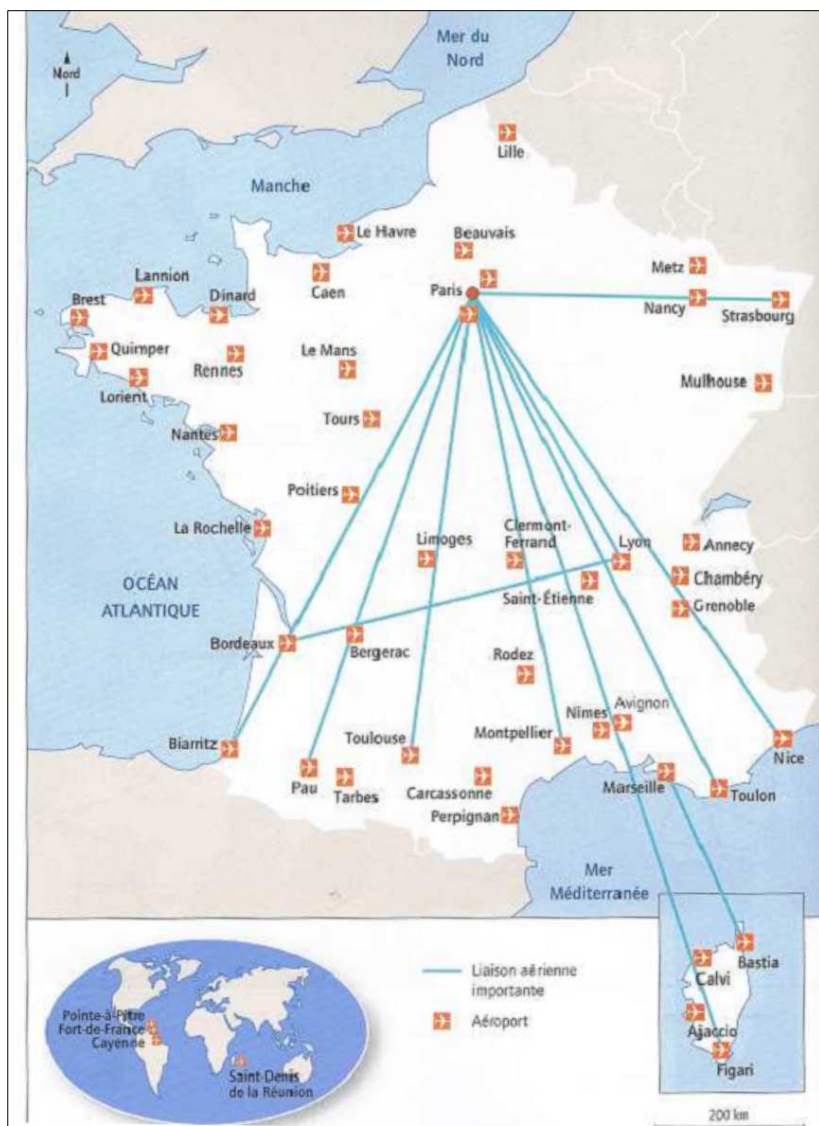 Nord
Mer du
Nord
Lille
Manche
Le Havre
Beauvais
Caen
Metz
Lannion
Dinard
Paris
Brest
Nancy
Strasbourg
Quimper
Rennes
Le Mans
Lorient
Mulhouse
Nantes
Tours
Poitiers
La Rochelle
Limoges
Clermont-
Ferrand
Lyon
Annecy
Chambéry
Saint-Étienne
Grenoble
OCÉAN
ATLANTIQUE
Bordeaux
Bergerac
Rodez
Avignon
Nîmes
Biarritz
Toulouse
Montpellier
Nice
Pau
Tarbes
Carcassonne
Marseille
Toulon
Perpignan
Mer
Méditerranée
Bastia
Calvi
Ajaccio
Figari
Pointe-à-Pitre
Fort-de-France
Cayenne
Saint-Denis
de la Réunion
Liaison aérienne
importante
Aéroport
200 km